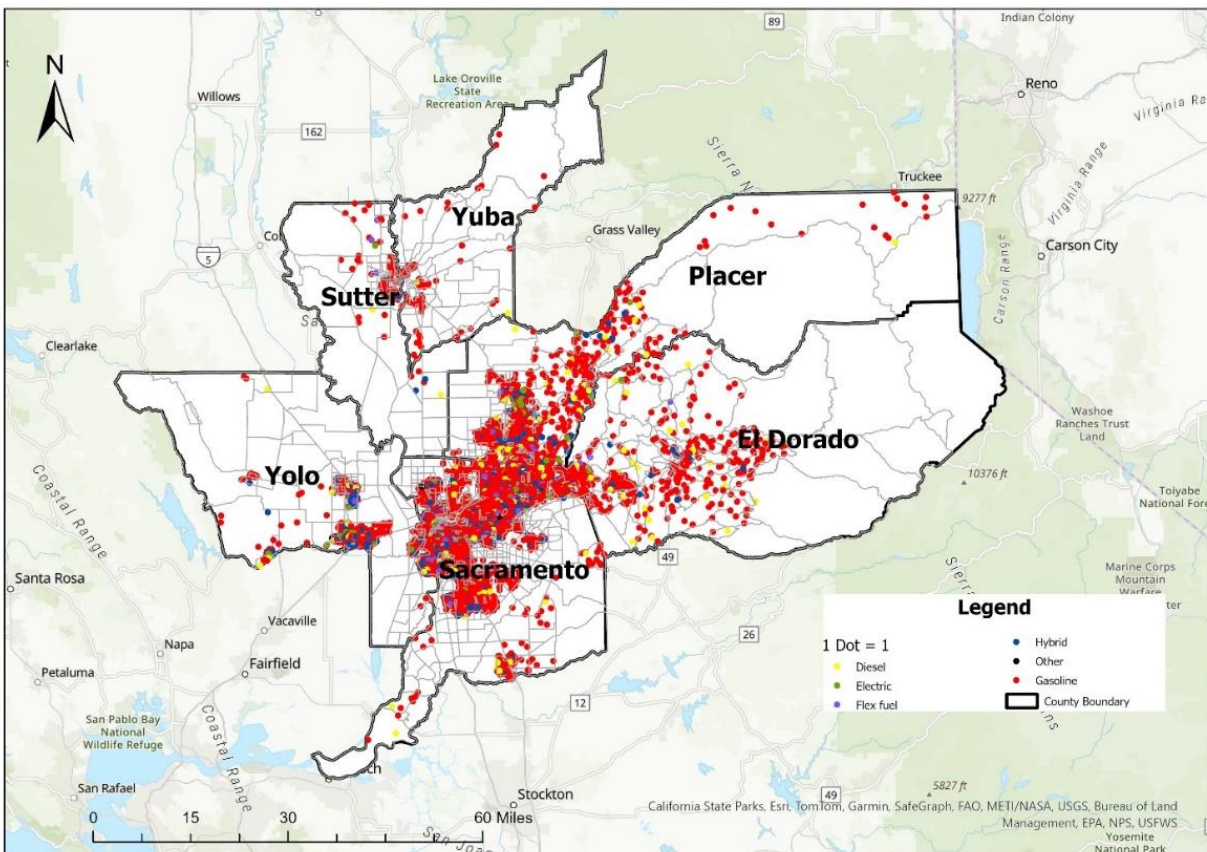 89
Indian Colony
N
Lake Oroville
State
Recreation Area
Willows
Reno
Virginia Ra
Virginia Range
162
Sierra N
Truckee
9277 ft
Yuba
Grass Valley
Carson City
5
Placer
Carson Range
Sutter
Clearlake
Washoe
Ranches Trust
Land
El Dorado
Yolo
10376 ft
Coastal Range
Toiyabe
National Fore
Sacramento
49
Santa Rosa
Marine Corps
Mountain
Warfare
Vacaville
Napa
26
Petaluma
Fairfield
12
San Pablo Bay
National
Wildlife Refuge
Coastal Range
San Rafael
Stockton
5827 ft
49
Legend
1 Dot = 1
Diesel
Electric
Flex fuel
Hybrid
Other
Gasoline
County Boundary
0 15 30 60 Miles
California State Parks, Esri, TomTom, Garmin, SafeGraph, FAO, METI/NASA, USGS, Bureau of Land
Management, EPA, NPS, USFWS
Yosemite
National Park